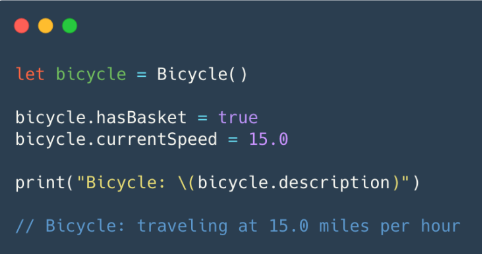 let bicycle = Bicycle()
bicycle.hasBasket = true
bicycle.currentSpeed = 15.0
print("Bicycle: \(bicycle.description)")
// Bicycle: traveling at 15.0 miles per hour